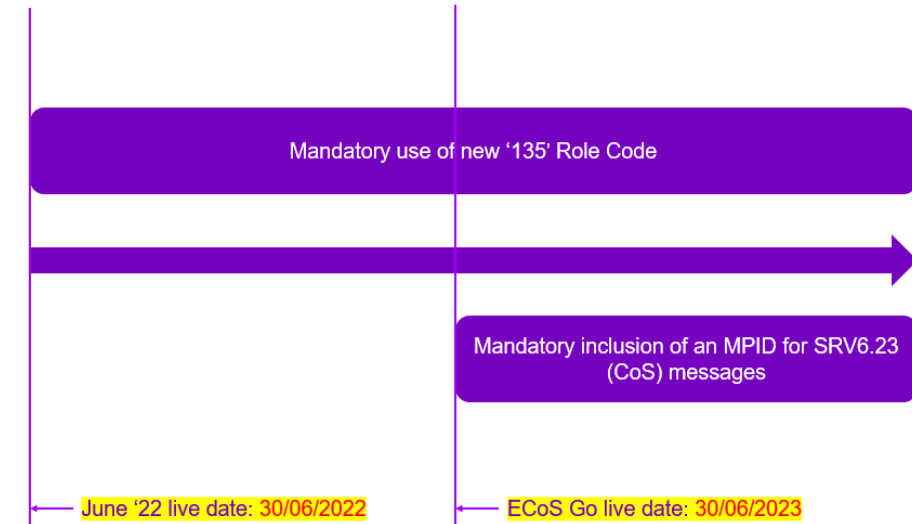 Mandatory use of new ‘135’ Role Code
Mandatory inclusion of an MPID for SRV6.23
(CoS) messages
June ‘22 live date: 30/06/2022
ECoS Go live date: 30/06/2023